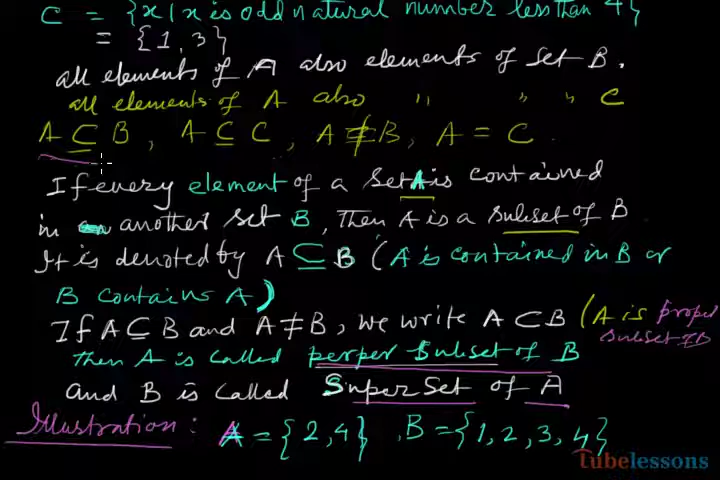 C = {x | x is odd natural number less than 4}
= {1, 3}
all elements of A also elements of set B.
all elements of A also " " " C
A ⊆ B, A ⊆ C, A ≠ B, A = C.
If every element of a set A is contained
in another set B, Then A is a subset of B
It is denoted by A ⊆ B (A is contained in B or
B contains A)
If A ⊆ B and A ≠ B, we write A ⊂ B (A is proper
subset
then A is called perper subset of B
and B is called Super Set of A
Illustration: A = {2, 4}, B = {1, 2, 3, 4}
Tubelessons